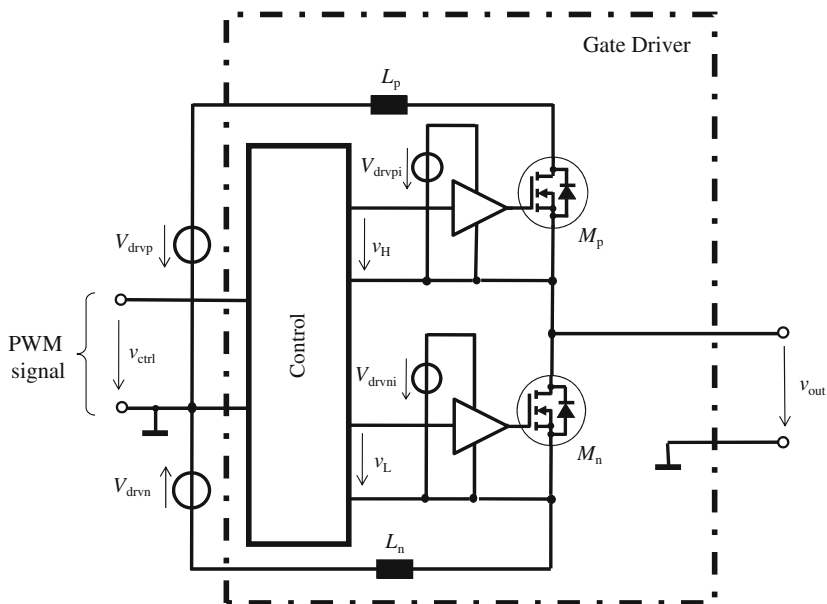 Gate Driver
Lp
Vdrvpi
Vdrvp
vH
Mp
PWM
signal
vctrl
Control
Vdrvni
vout
vL
Mn
Vdrvn
Ln